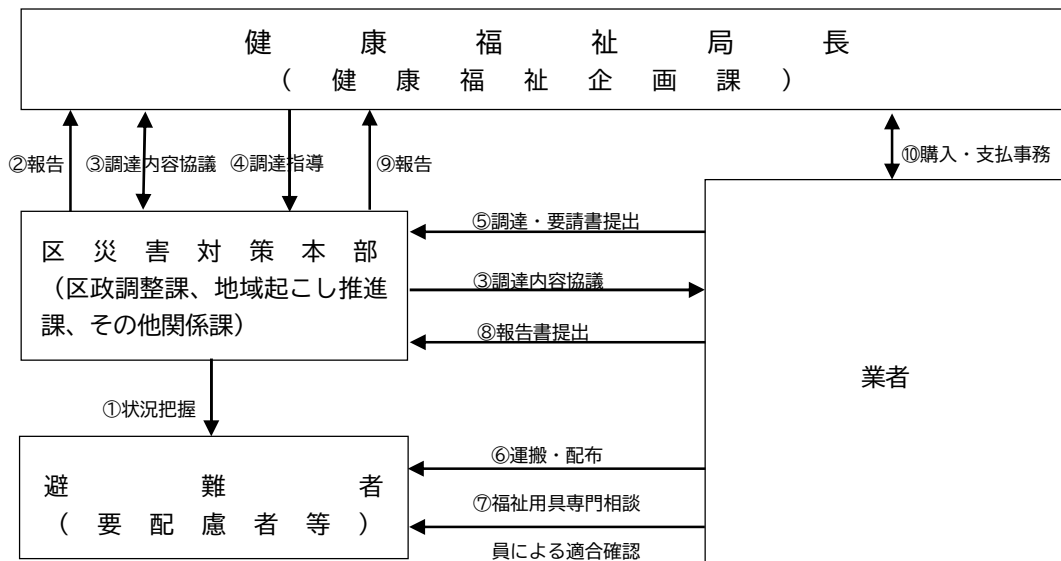 健康福祉局長
（健康福祉企画課）
②報告
③調達内容協議
④調達指導
⑨報告
⑩購入・支払事務
区災害対策本部
（区政調整課、地域起こし推進
課、その他関係課）
⑤調達・要請書提出
③調達内容協議
⑧報告書提出
業者
①状況把握
避難者
（要配慮者等）
⑥運搬・配布
⑦福祉用具専門相談
員による適合確認